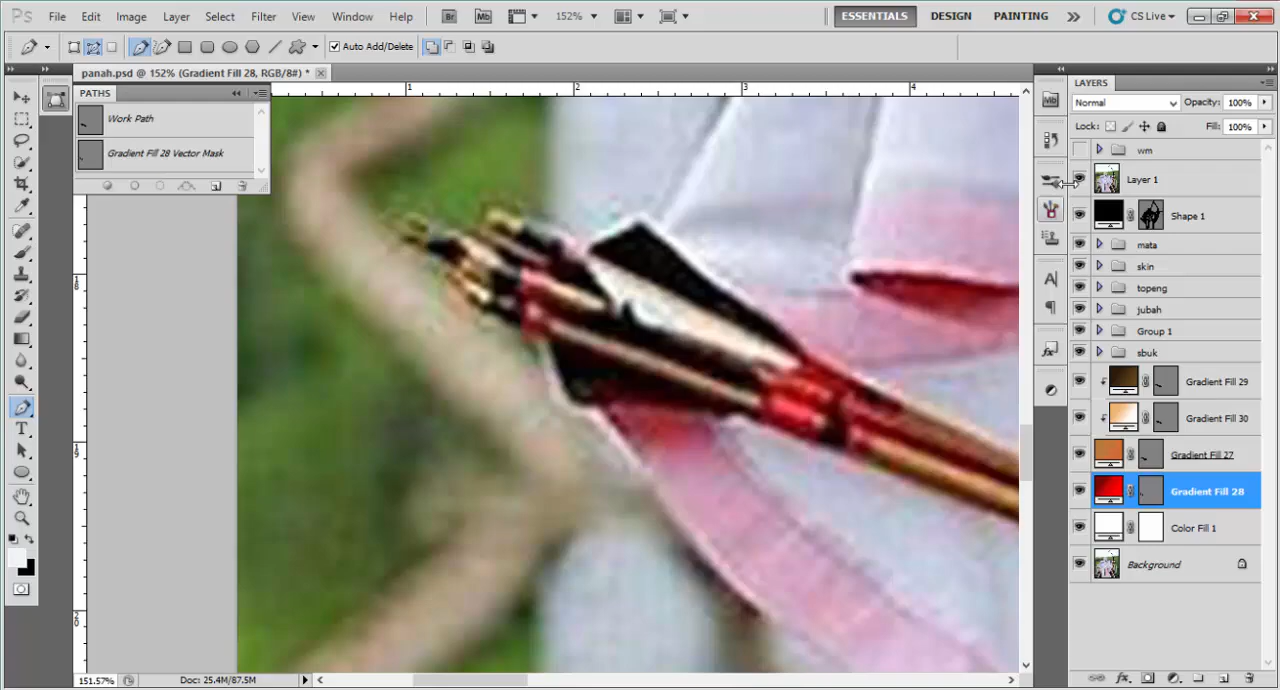 Ps File Edit Image Layer Select Filter View Window Help Br Mb 152% ESSENTIALS DESIGN PAINTING CS Live
Auto Add/Delete
panah.psd @ 152% (Gradient Fill 28, RGB/8#) *
PATHS
Work Path
Gradient Fill 28 Vector Mask
1 2 3 4
18
19
20
T
Mb
A
LAYERS
Normal Opacity: 100%
Lock: Fill: 100%
wm
Layer 1
Shape 1
mata
skin
topeng
jubah
Group 1
sbuk
Gradient Fill 29
Gradient Fill 30
Gradient Fill 27
Gradient Fill 28
Color Fill 1
Background
151.57% Doc: 25.4M/87.5M